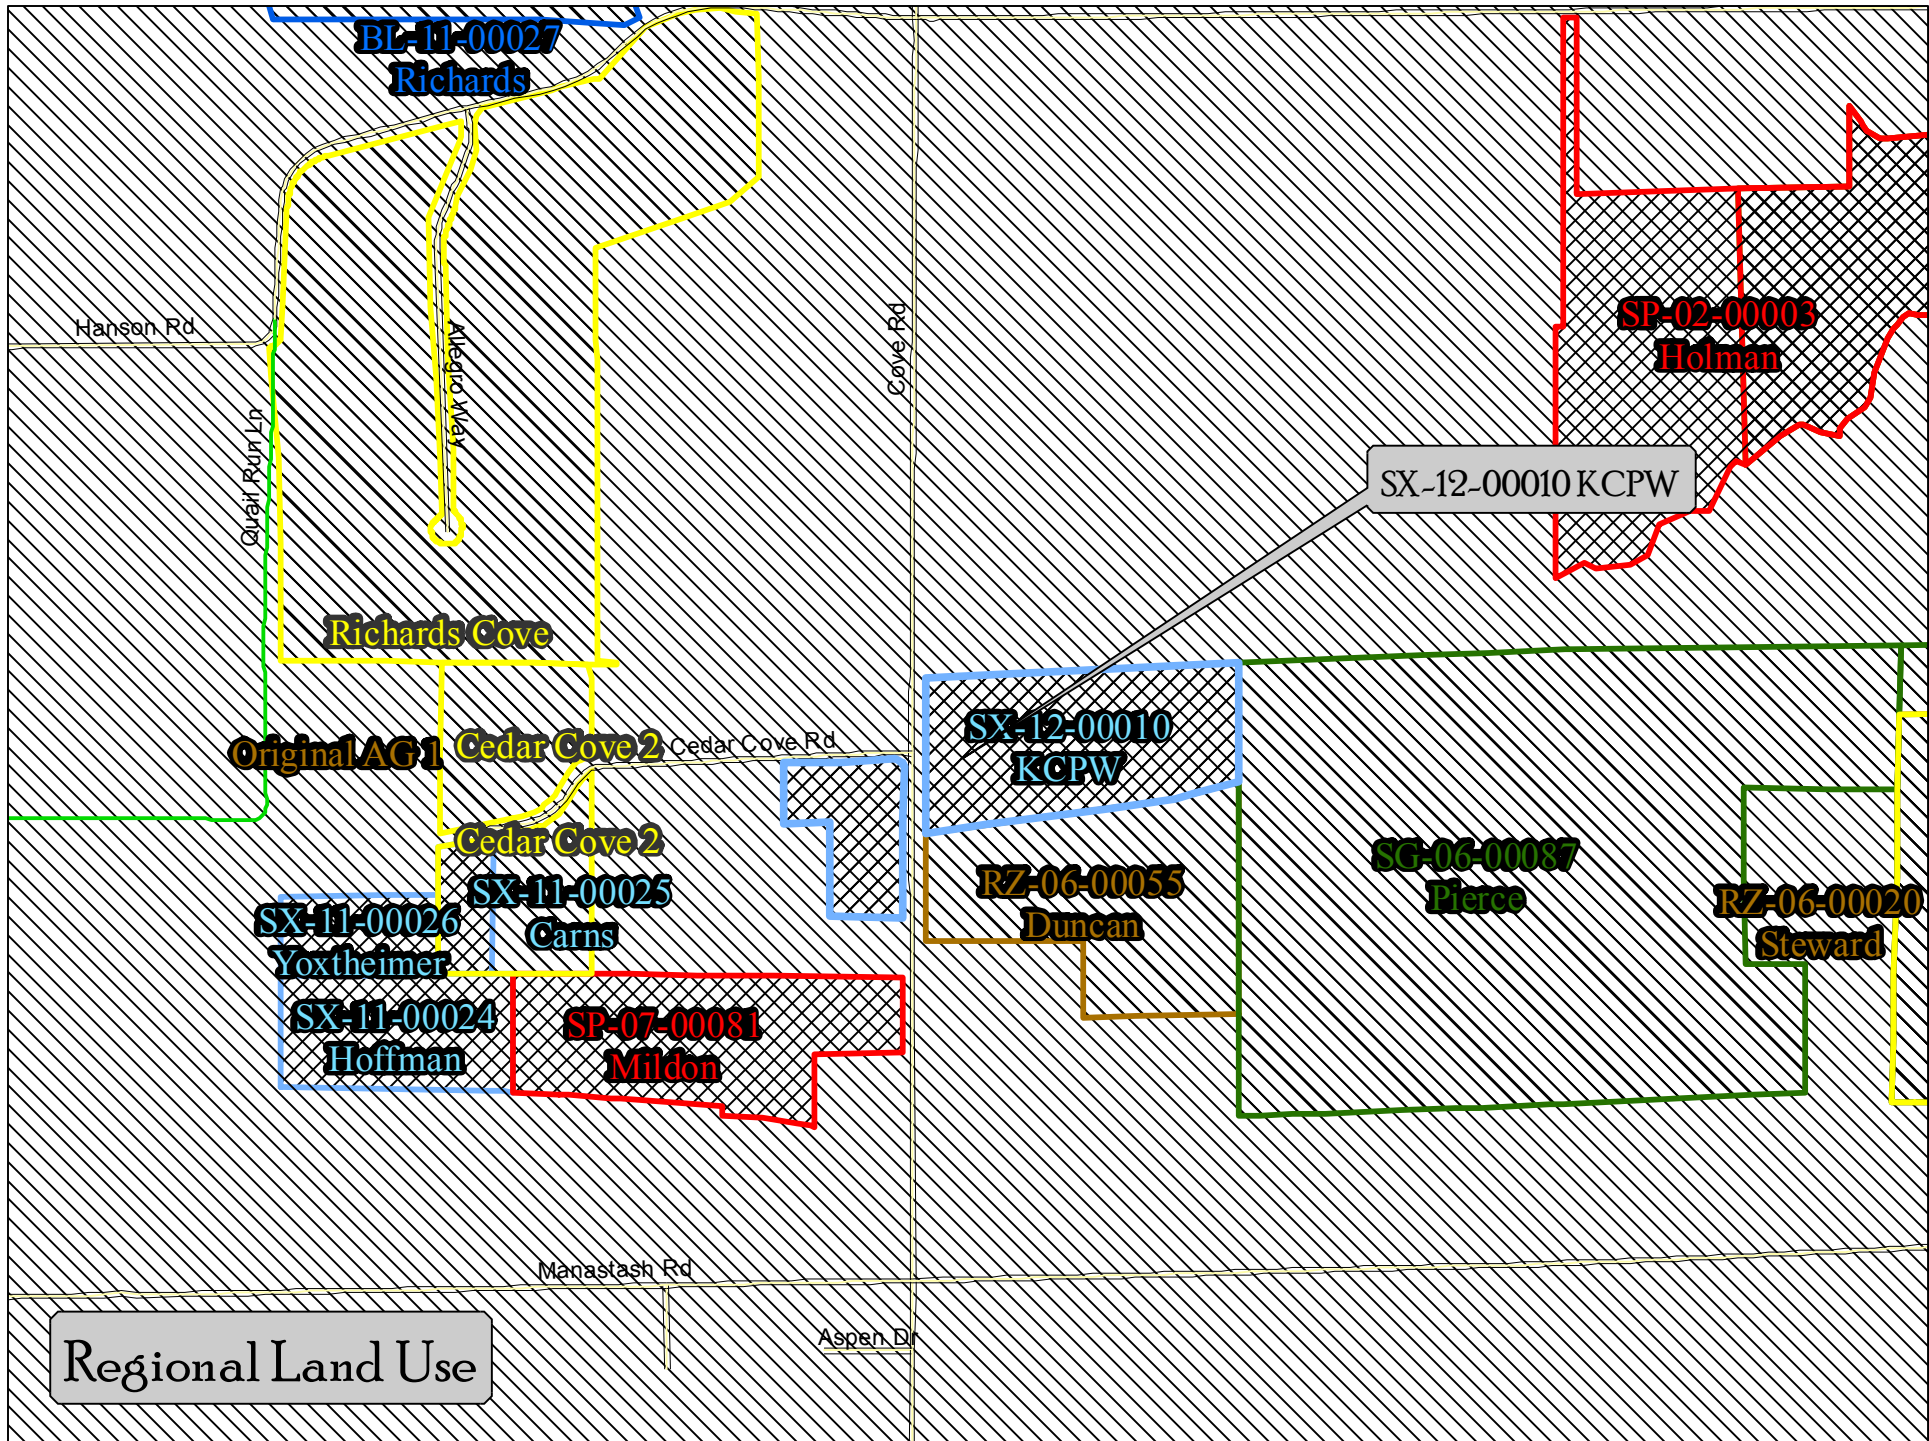 BL-11-00027
Richards
Hanson Rd
Allegro Way
Cove Rd
Quail Run Ln
SP-02-00003
Holman
SX-12-00010 KCPW
Richards Cove
Original AG 1
Cedar Cove 2
Cedar Cove Rd
SX-12-00010
KCPW
Cedar Cove 2
SX-11-00025
Carns
SX-11-00026
Yoxtheimer
RZ-06-00055
Duncan
SG-06-00087
Pierce
RZ-06-00020
Steward
SX-11-00024
Hoffman
SP-07-00081
Mildon
Manastash Rd
Aspen Dr
Regional Land Use